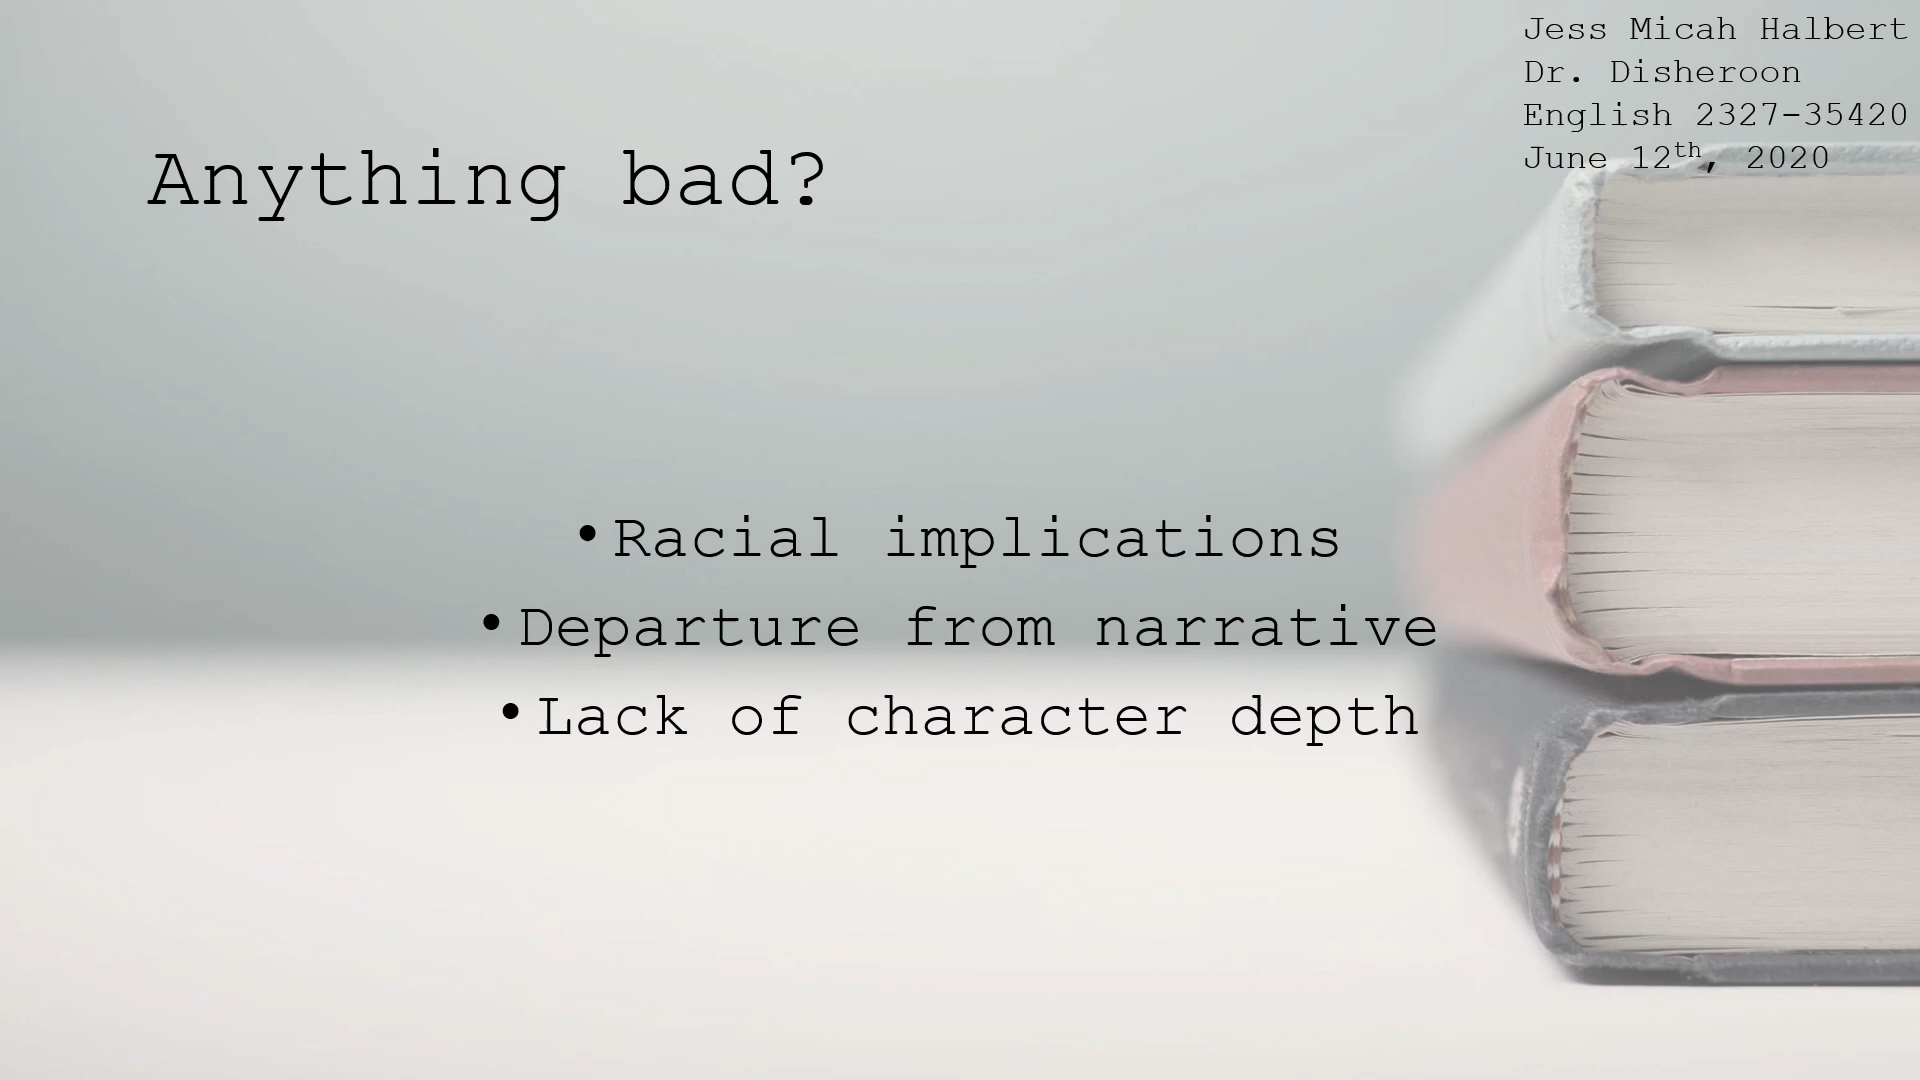 Jess Micah Halbert
Dr. Disheroon
English 2327-35420
June 12th, 2020
Anything bad?
• Racial implications
• Departure from narrative
• Lack of character depth